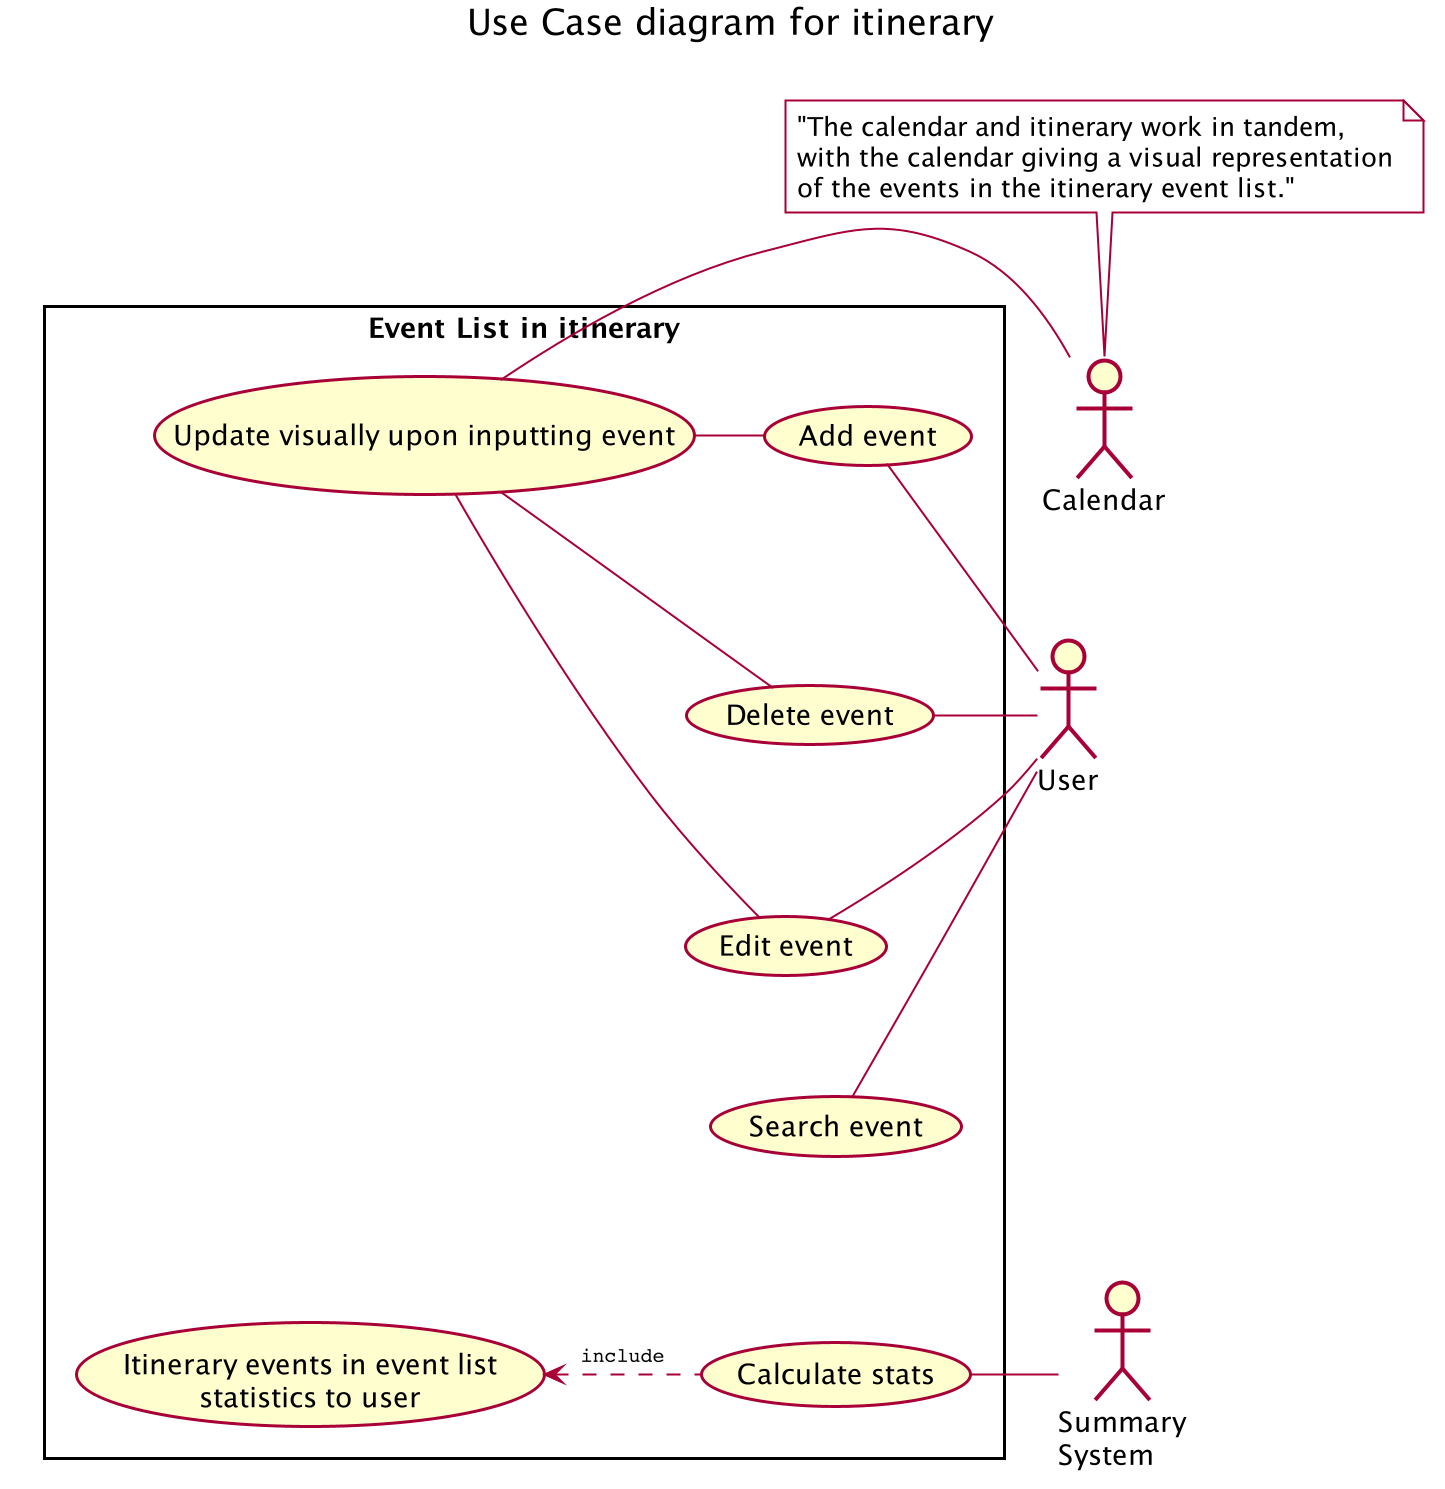 Use Case diagram for itinerary
"The calendar and itinerary work in tandem,
with the calendar giving a visual representation
of the events in the itinerary event list."
Event List in itinerary
Update visually upon inputting event
Add event
Calendar
Delete event
User
Edit event
Search event
Itinerary events in event list
statistics to user
include
Calculate stats
Summary
System